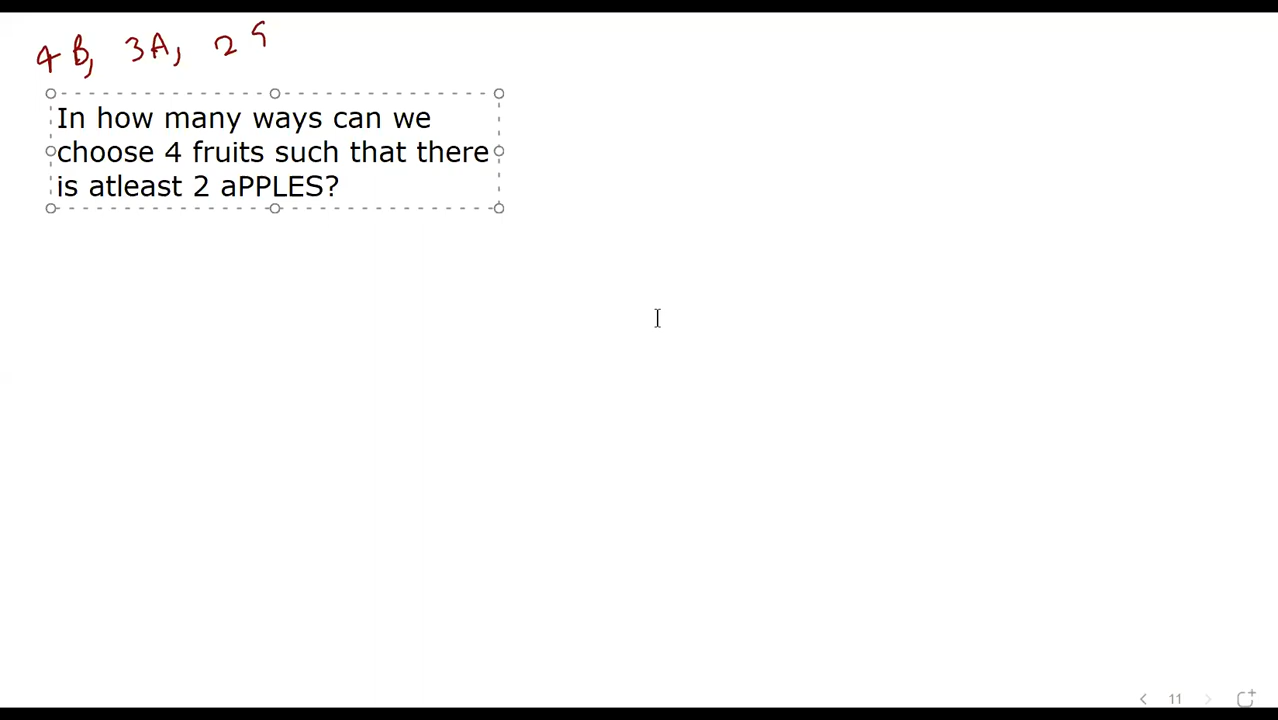 4 B, 3A, 2
In how many ways can we
choose 4 fruits such that there
is atleast 2 aPPLES?
11